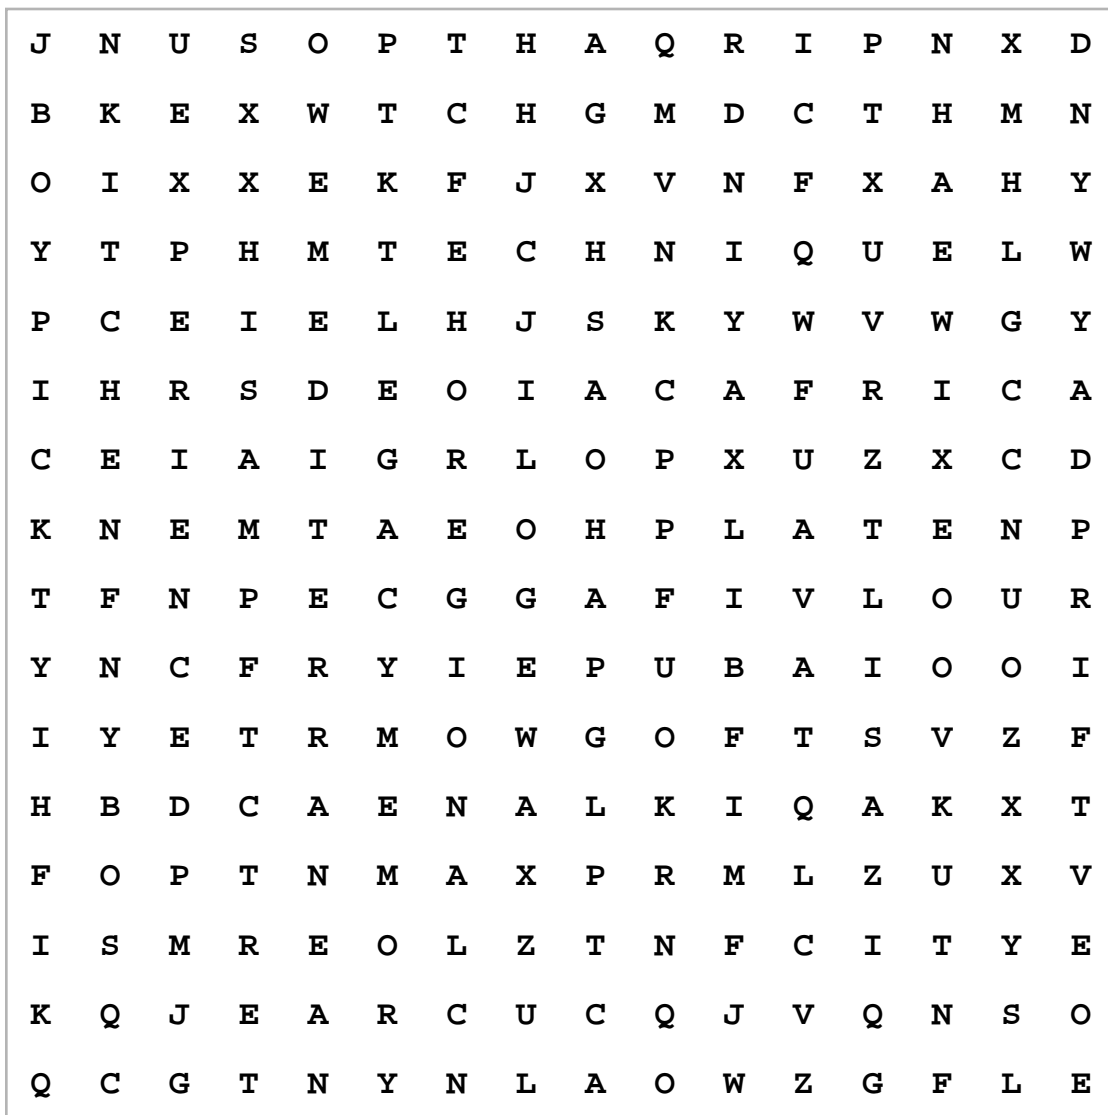 J N U S O P T H A Q R I P N X D
B K E X W T C H G M D C T H M N
O I X X E K F J X V N F X A H Y
Y T P H M T E C H N I Q U E L W
P C E I E L H J S K Y W V W G Y
I H R S D E O I A C A F R I C A
C E I A I G R L O P X U Z X C D
K N E M T A E O H P L A T E N P
T F N P E C G G A F I V L O U R
Y N C F R Y I E P U B A I O O I
I Y E T R M O W G O F T S V Z F
H B D C A E N A L K I Q A K X T
F O P T N M A X P R M L Z U X V
I S M R E O L Z T N F C I T Y E
K Q J E A R C U C Q J V Q N S O
Q C G T N Y N L A O W Z G F L E